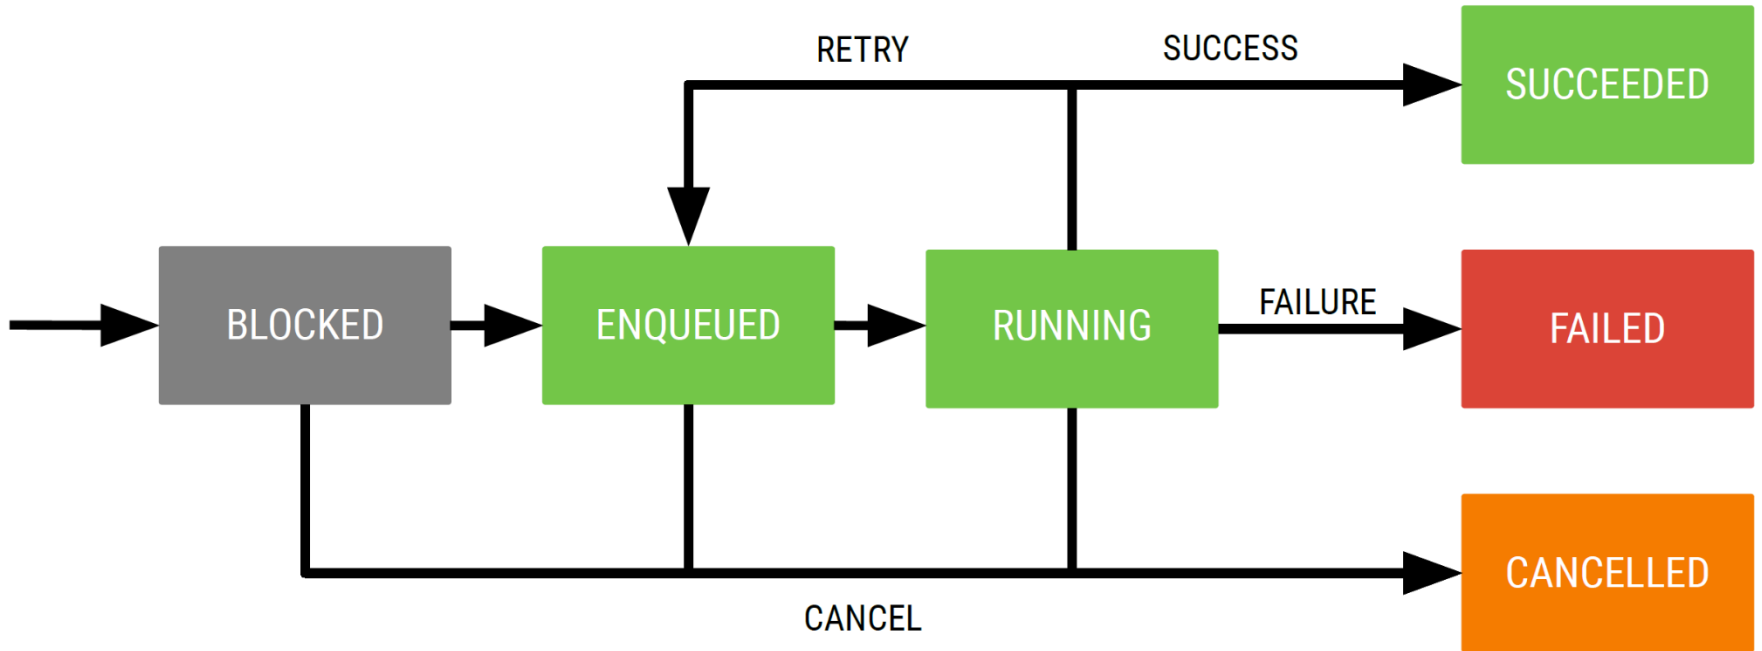 RETRY
SUCCESS
SUCCEEDED
BLOCKED
ENQUEUED
RUNNING
FAILURE
FAILED
CANCELLED
CANCEL